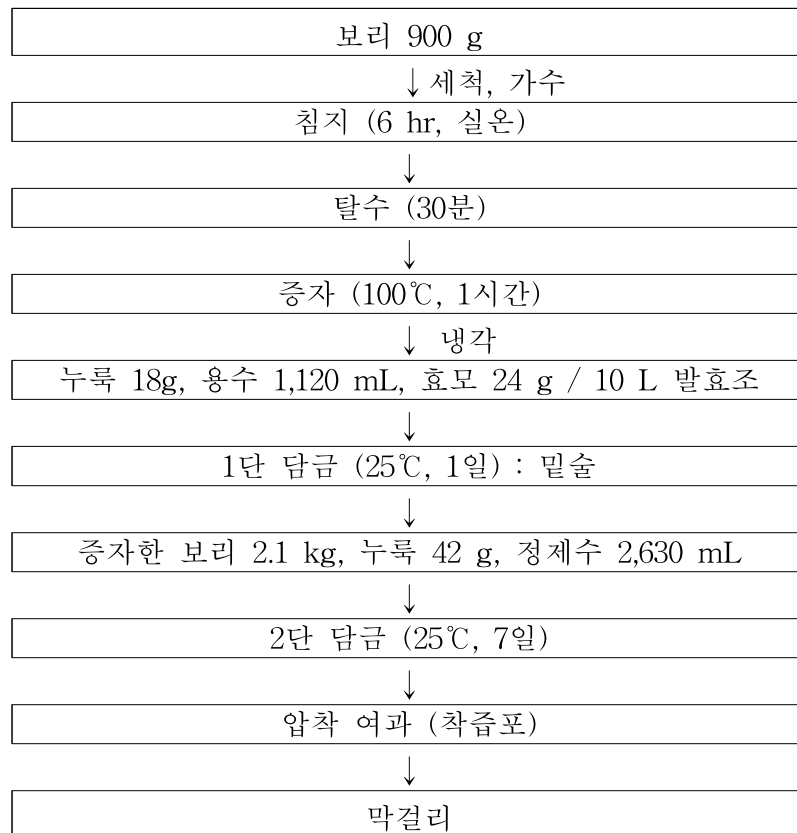 보리 900 g
↓ 세척, 가수
침지 (6 hr, 실온)
↓
탈수 (30분)
↓
증자 (100℃, 1시간)
↓ 냉각
누룩 18g, 용수 1,120 mL, 효모 24 g / 10 L 발효조
↓
1단 담금 (25℃, 1일) : 밑술
↓
증자한 보리 2.1 kg, 누룩 42 g, 정제수 2,630 mL
↓
2단 담금 (25℃, 7일)
↓
압착 여과 (착즙포)
↓
막걸리